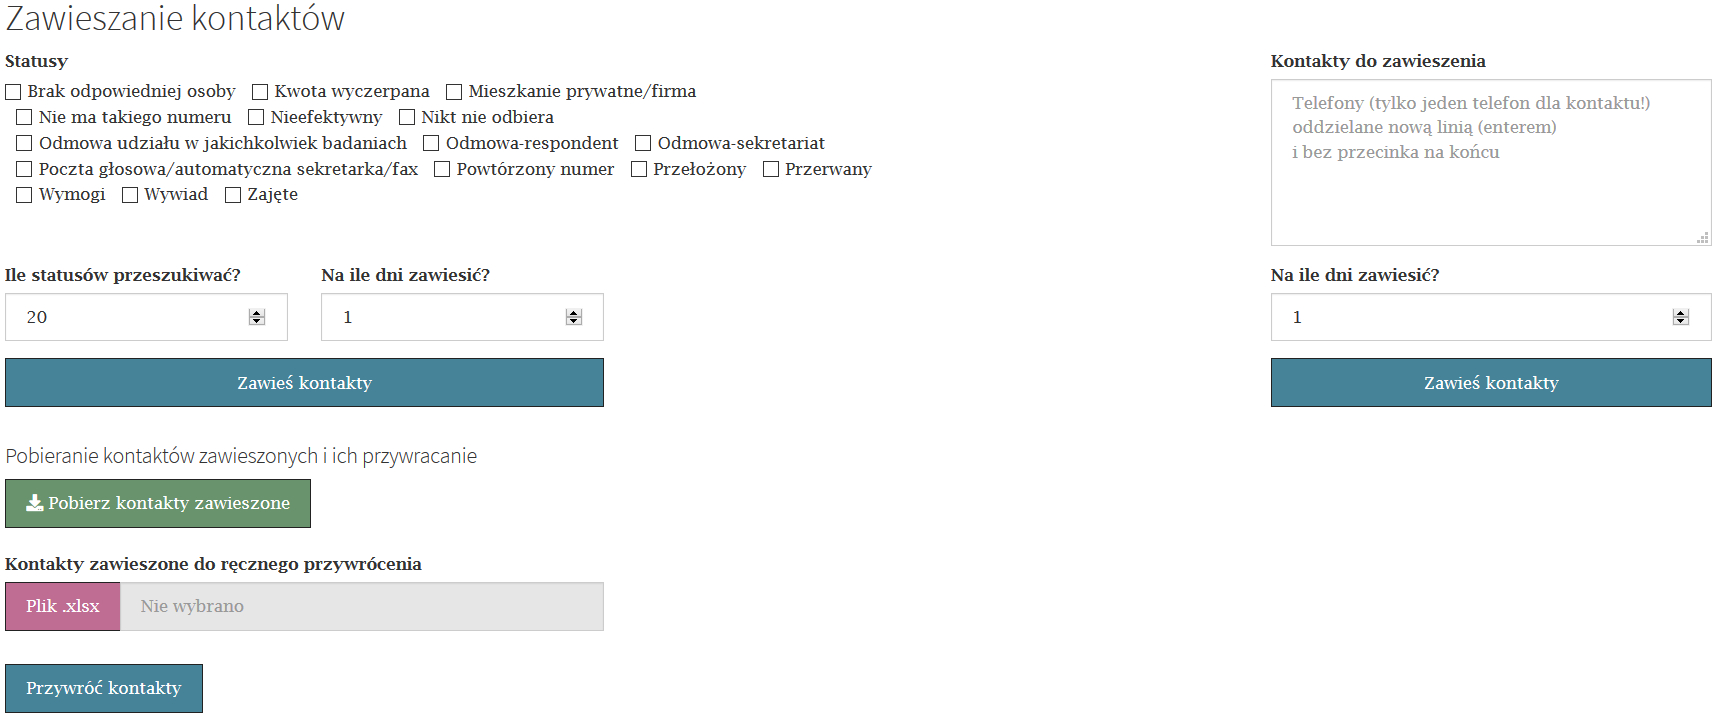 Zawieszanie kontaktów
Statusy
Brak odpowiedniej osoby Kwota wyczerpana Mieszkanie prywatne/firma
Nie ma takiego numeru Nieefektywny Nikt nie odbiera
Odmowa udziału w jakichkolwiek badaniach Odmowa-respondent Odmowa-sekretariat
Poczta głosowa/automatyczna sekretarka/fax Powtórzony numer Przełożony Przerwany
Wymogi Wywiad Zajęte
Ile statusów przeszukiwać? Na ile dni zawiesić?
20 1
Zawieś kontakty
Kontakty do zawieszenia
Telefony (tylko jeden telefon dla kontaktu!)
oddzielane nową linią (enterem)
i bez przecinka na końcu
Na ile dni zawiesić?
1
Zawieś kontakty
Pobieranie kontaktów zawieszonych i ich przywracanie
Pobierz kontakty zawieszone
Kontakty zawieszone do ręcznego przywrócenia
Plik .xlsx Nie wybrano
Przywróć kontakty